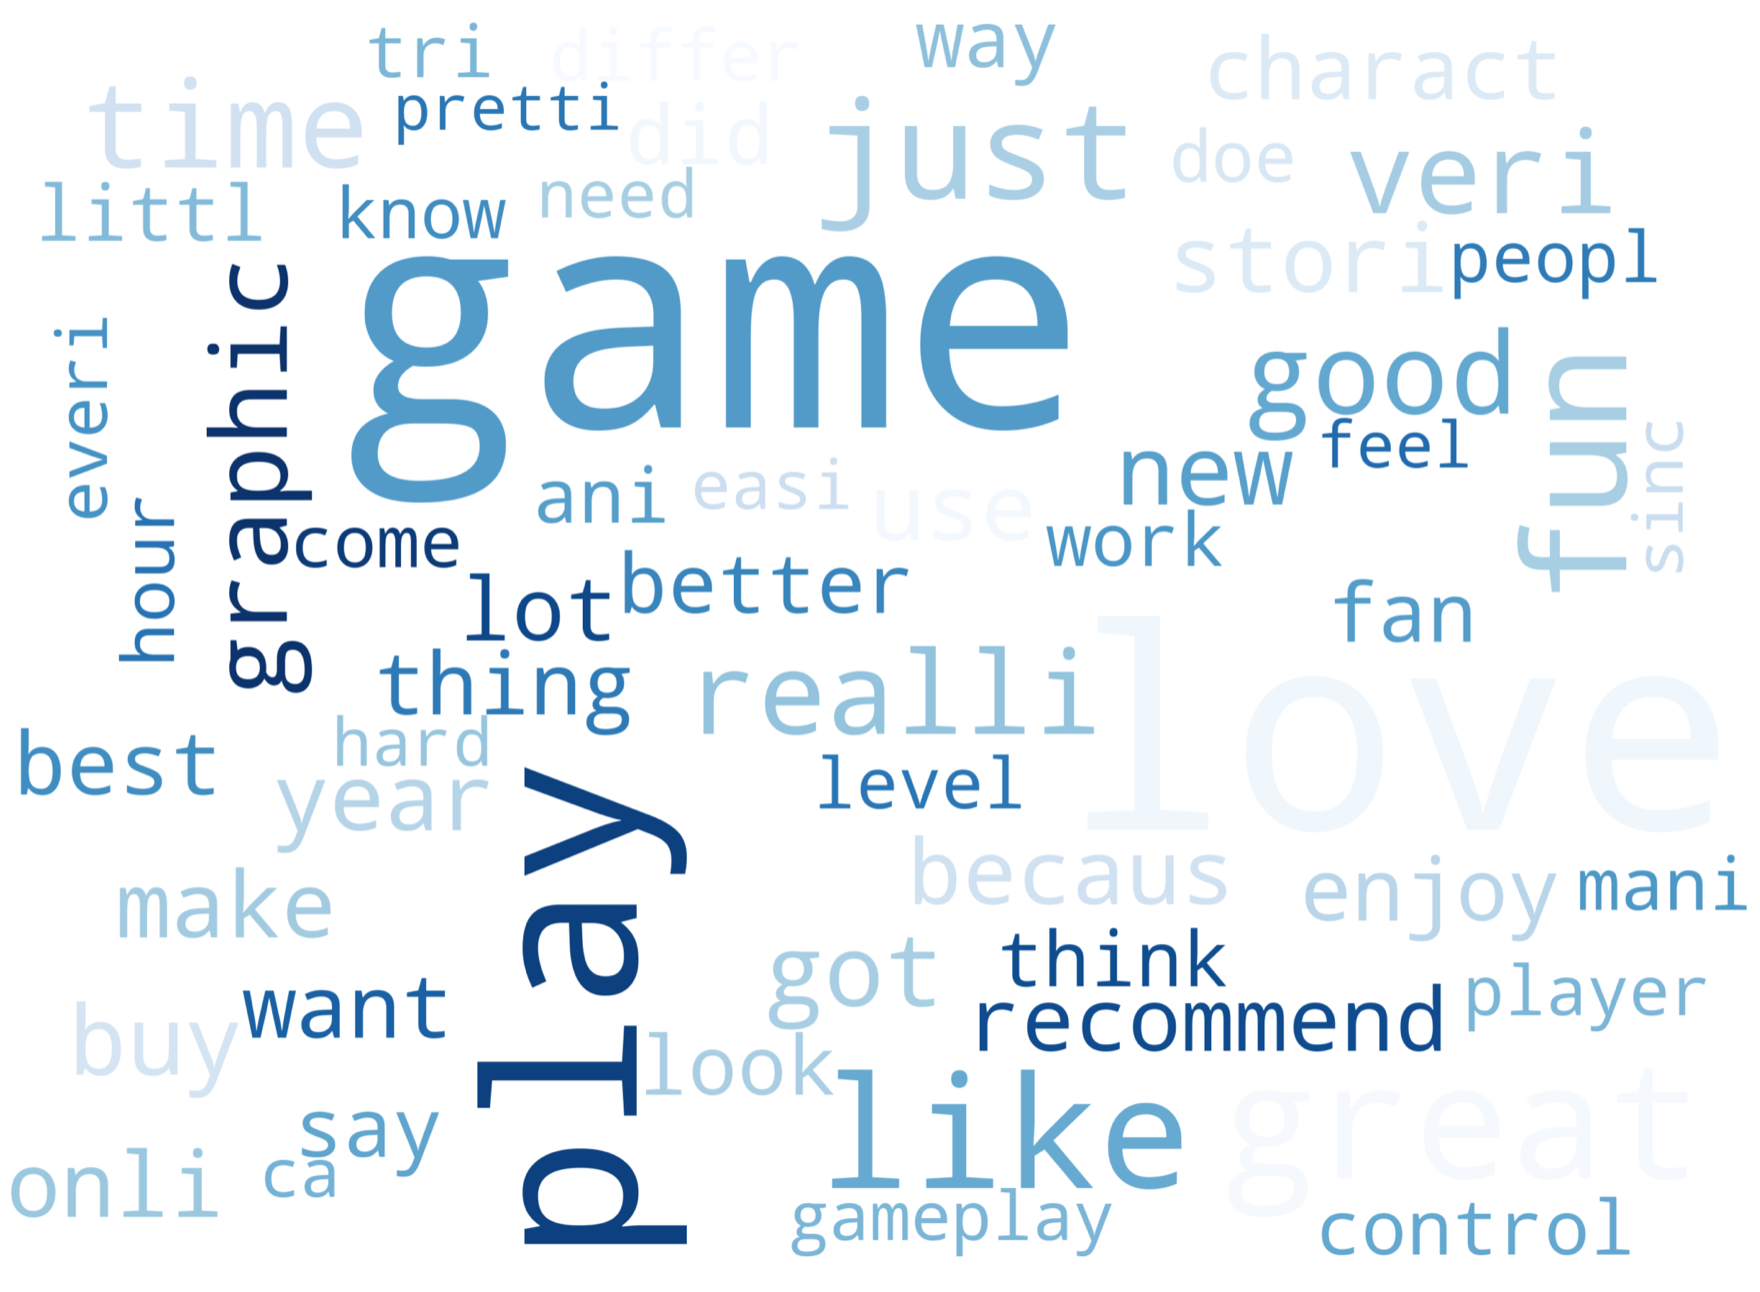 tri
differ
way
charact
time
pretti
did
just
doe
veri
littl
know
need
stori
peopl
game
graphic
everi
good
fun
feel
new
sinc
ani
easi
use
hour
come
work
lot
better
fan
thing
realli
love
best
hard
year
level
play
make
becaus
enjoy
mani
got
think
want
buy
recommend
player
look
like
great
say
onli
ca
gameplay
control